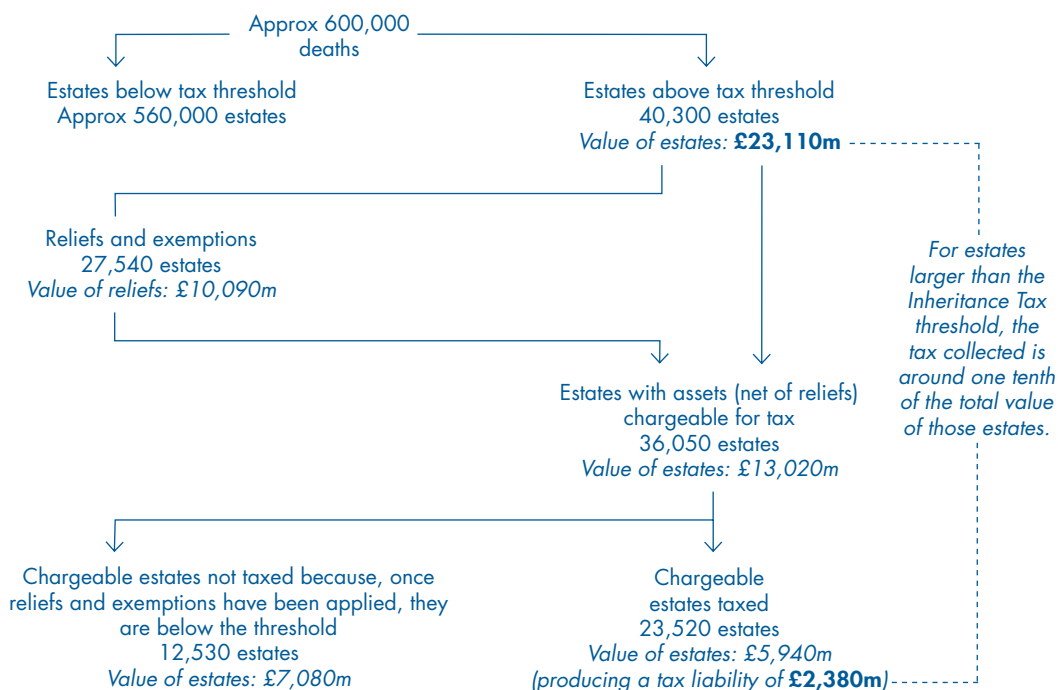 Approx 600,000
deaths
Estates below tax threshold
Approx 560,000 estates
Estates above tax threshold
40,300 estates
Value of estates: £23,110m
Reliefs and exemptions
27,540 estates
Value of reliefs: £10,090m
For estates
larger than the
Inheritance Tax
threshold, the
tax collected is
around one tenth
of the total value
of those estates.
Estates with assets (net of reliefs)
chargeable for tax
36,050 estates
Value of estates: £13,020m
Chargeable estates not taxed because, once
reliefs and exemptions have been applied, they
are below the threshold
12,530 estates
Value of estates: £7,080m
Chargeable
estates taxed
23,520 estates
Value of estates: £5,940m
(producing a tax liability of £2,380m)